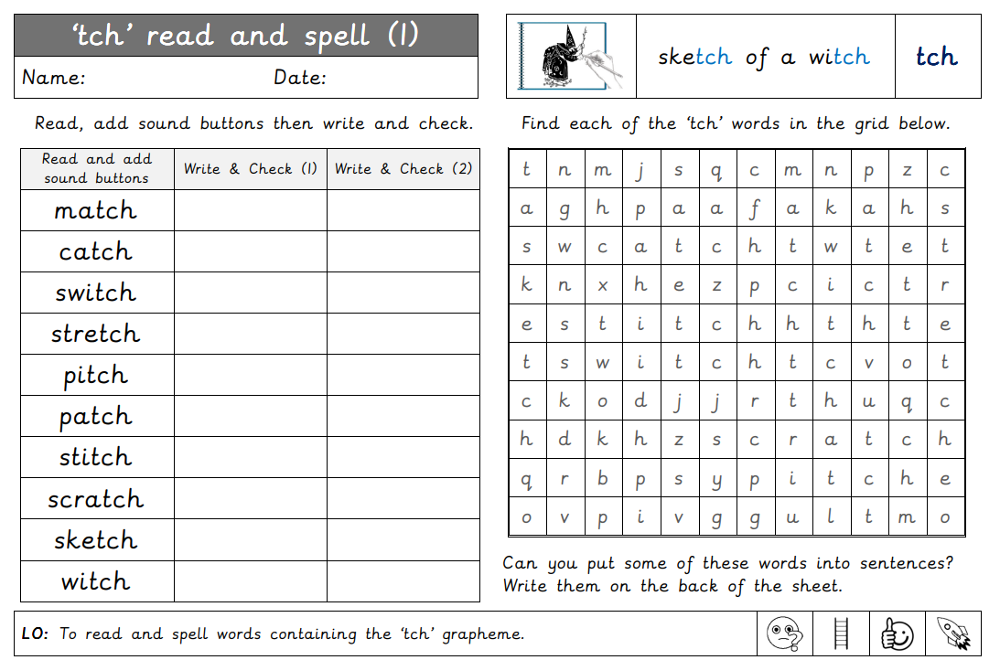 ‘tch’ read and spell (1)
Name: Date:
Read, add sound buttons then write and check.
Read and add sound buttons
Write & Check (1)
Write & Check (2)
match
catch
switch
stretch
pitch
patch
stitch
scratch
sketch
witch
sketch of a witch
tch
Find each of the ‘tch’ words in the grid below.
t n m j s q c m n p z c
a g h p a a f a k a h s
s w c a t c h t w t e t
k n x h e z p c i c t r
e s t i t c h h t h t e
t s w i t c h t c v o t
c k o d j j r t h u q c
h d k h z s c r a t c h
q r b p s y p i t c h e
o v p i v g g u l t m o
Can you put some of these words into sentences?
Write them on the back of the sheet.
LO: To read and spell words containing the ‘tch’ grapheme.